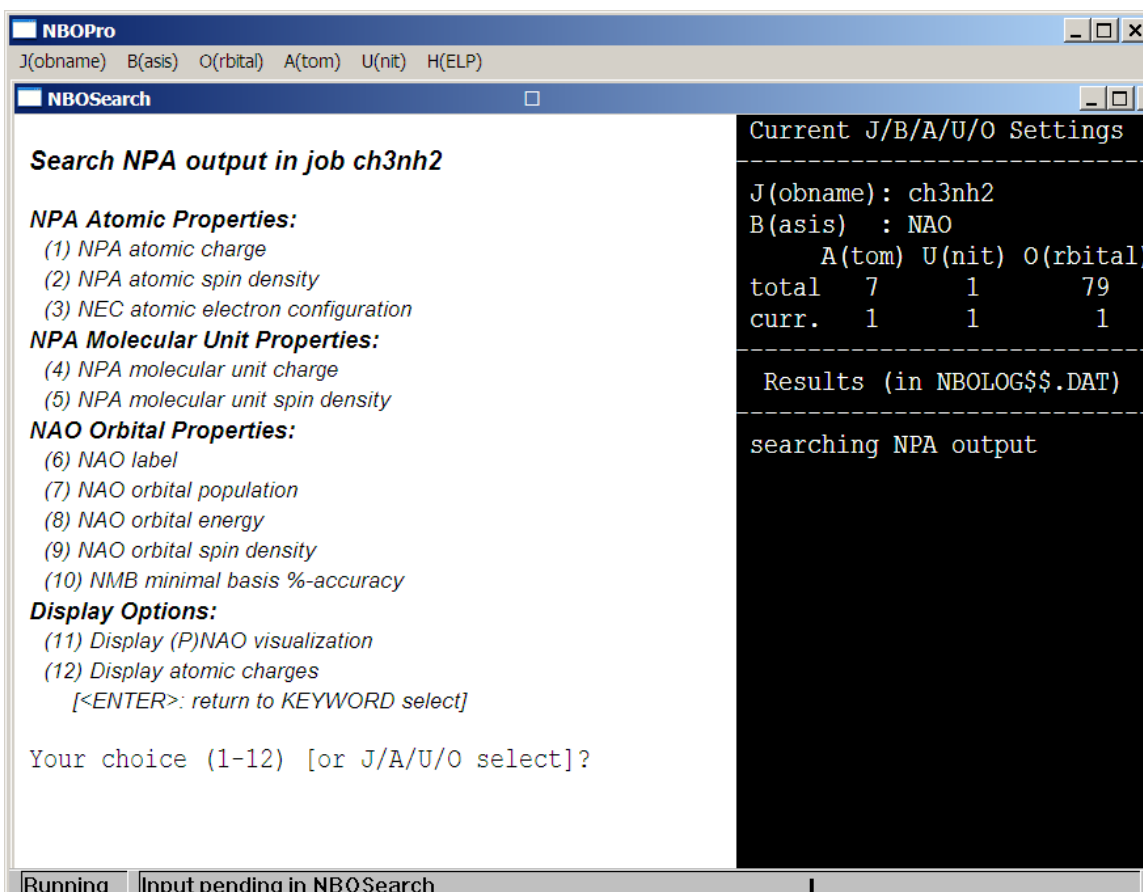 NBOPro
J(obname) B(asis) O(rbital) A(tom) U(nit) H(ELP)
NBOSearch
Search NPA output in job ch3nh2
NPA Atomic Properties:
(1) NPA atomic charge
(2) NPA atomic spin density
(3) NEC atomic electron configuration
NPA Molecular Unit Properties:
(4) NPA molecular unit charge
(5) NPA molecular unit spin density
NAO Orbital Properties:
(6) NAO label
(7) NAO orbital population
(8) NAO orbital energy
(9) NAO orbital spin density
(10) NMB minimal basis %-accuracy
Display Options:
(11) Display (P)NAO visualization
(12) Display atomic charges
[<ENTER>: return to KEYWORD select]
Your choice (1-12) [or J/A/U/O select]?
Current J/B/A/U/O Settings
J(obname): ch3nh2
B(asis) : NAO
A(tom) U(nit) O(rbital)
total 7 1 79
curr. 1 1 1
Results (in NBOLOG$$.DAT)
searching NPA output
Running
Input pending in NBOSearch